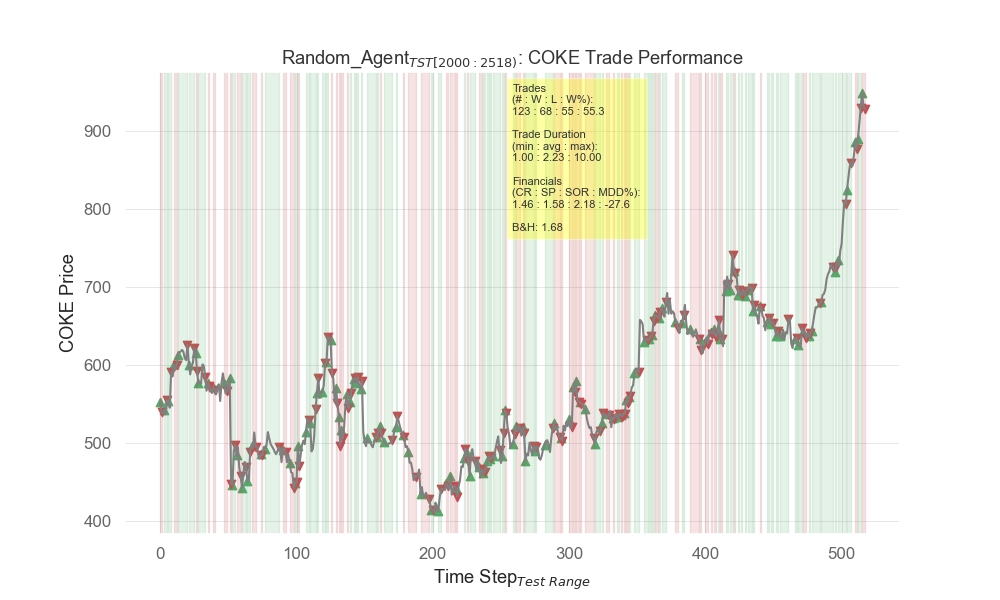 Random_Agent_TST[2000 : 2518): COKE Trade Performance
Trades
(# : W : L : W%):
123 : 68 : 55 : 55.3
Trade Duration
(min : avg : max):
1.00 : 2.23 : 10.00
Financials
(CR : SP : SOR : MDD%):
1.46 : 1.58 : 2.18 : -27.6
B&H: 1.68
COKE Price
900
800
700
600
500
400
0 100 200 300 400 500
Time Step Test Range